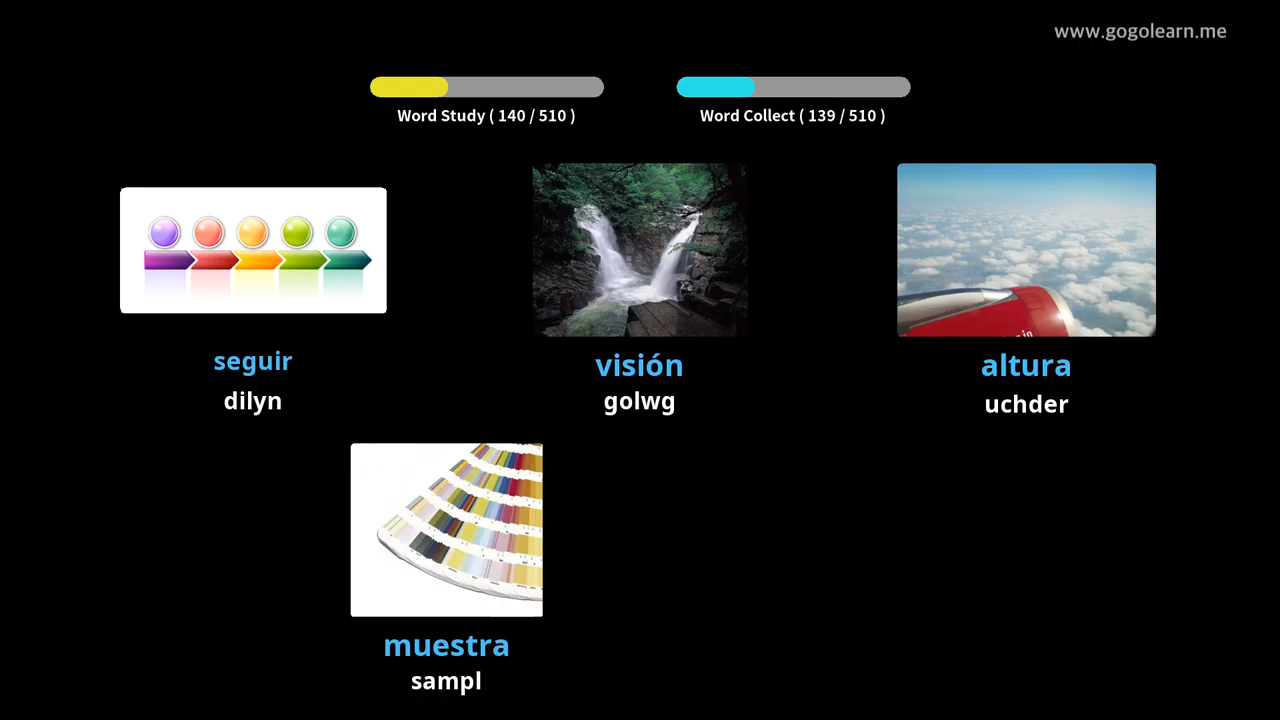 www.gogolearn.me
Word Study ( 140 / 510 )
Word Collect ( 139 / 510 )
seguir
dilyn
visión
golwg
altura
uchder
muestra
sampl